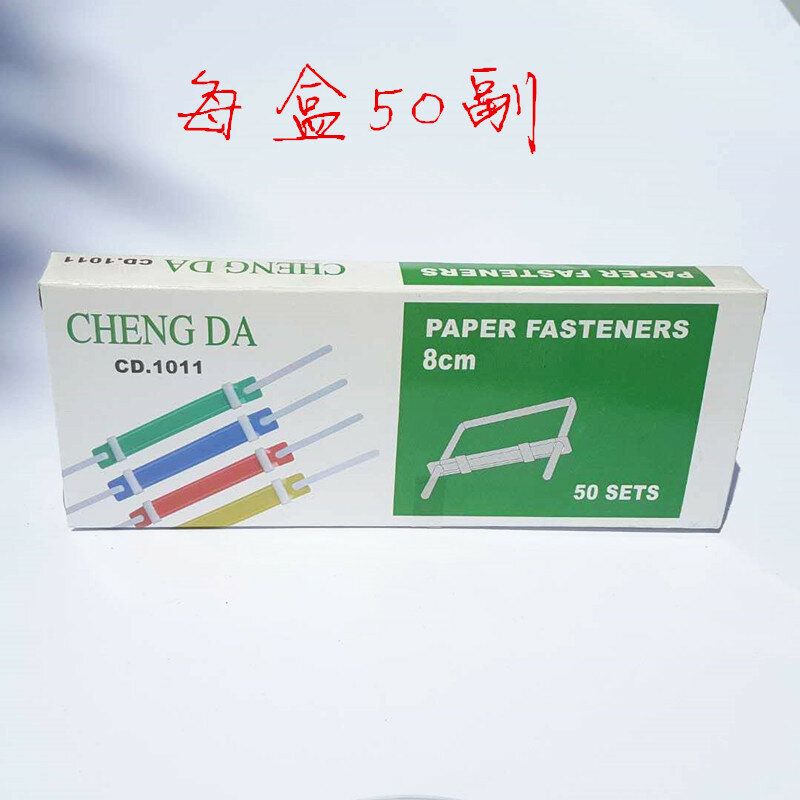 每盒50副
CHENG DA CD.1011
PAPER FASTENERS
CHENG DA
CD.1011
PAPER FASTENERS
8cm
50 SETS